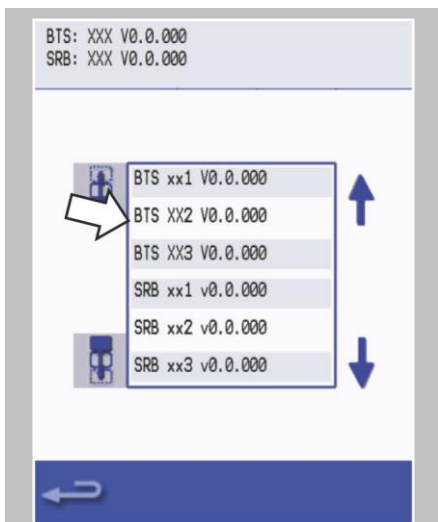 BTS: XXX V0.0.000
SRB: XXX V0.0.000
BTS xx1 V0.0.000
BTS XX2 V0.0.000
BTS XX3 V0.0.000
SRB xx1 v0.0.000
SRB xx2 v0.0.000
SRB xx3 v0.0.000